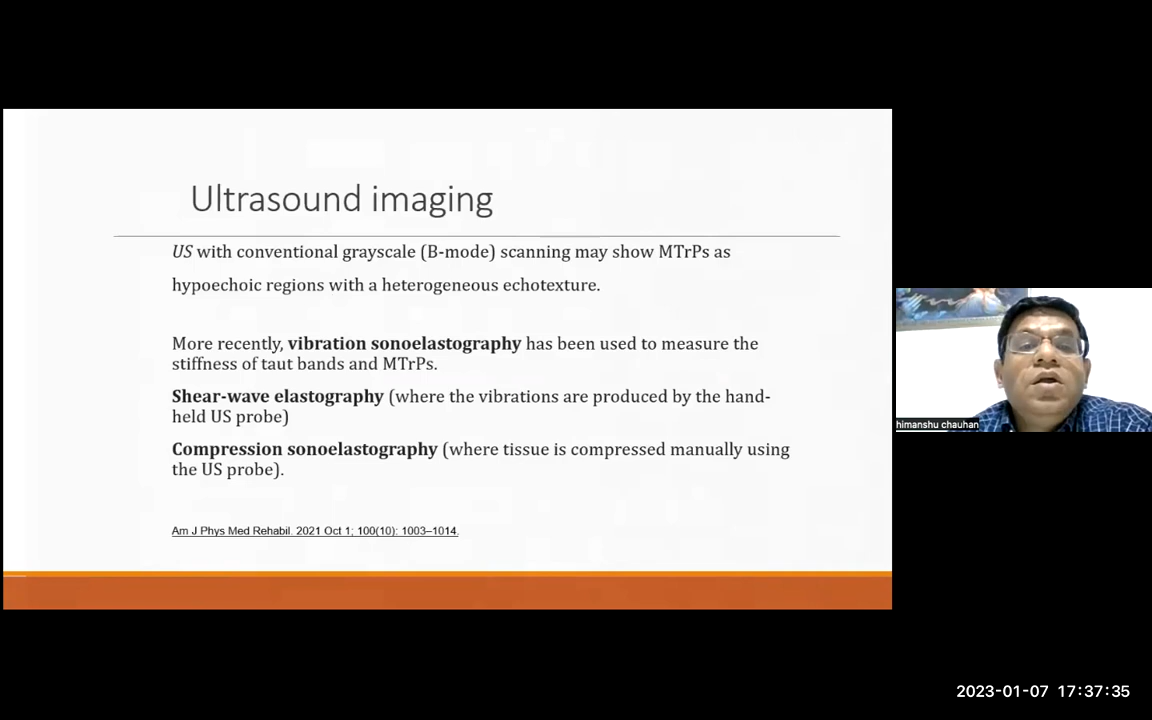 Ultrasound imaging
US with conventional grayscale (B-mode) scanning may show MTrPs as
hypoechoic regions with a heterogeneous echotexture.
More recently, vibration sonoelastography has been used to measure the
stiffness of taut bands and MTrPs.
Shear-wave elastography (where the vibrations are produced by the hand-
held US probe)
Compression sonoelastography (where tissue is compressed manually using
the US probe).
Am J Phys Med Rehabil. 2021 Oct 1; 100(10): 1003–1014.
himanshu chauhan
2023-01-07 17:37:35